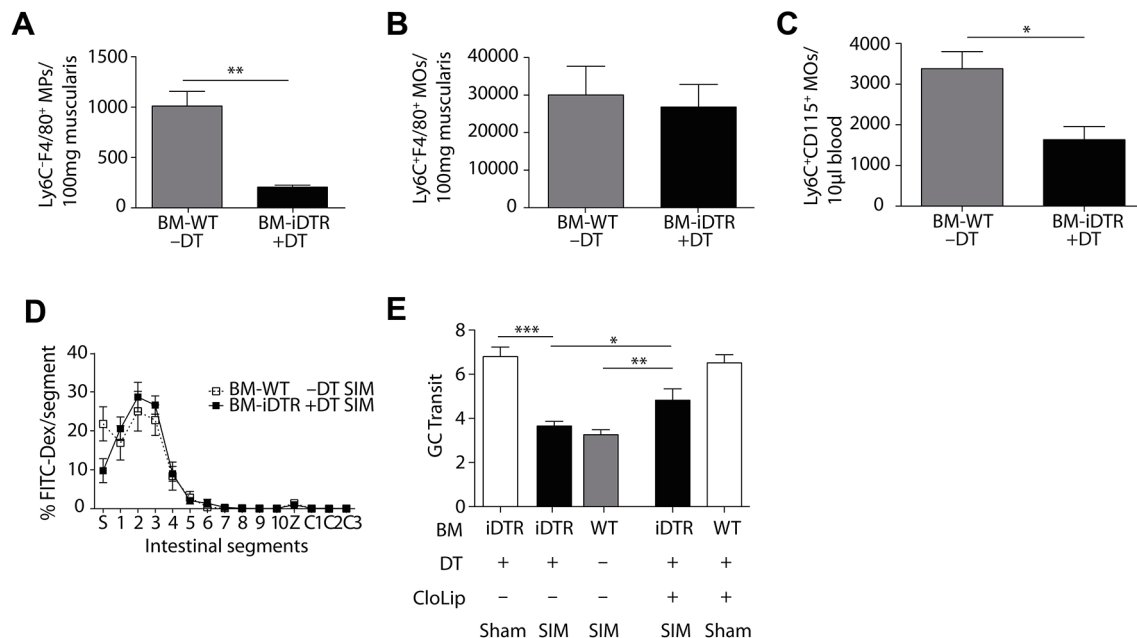 A
Ly6C⁻F4/80⁺ MPs/
100mg muscularis
1500
1000
500
0
**
BM-WT
–DT
BM-iDTR
+DT
B
Ly6C⁺F4/80⁺ MOs/
100mg muscularis
50000
40000
30000
20000
10000
0
BM-WT
–DT
BM-iDTR
+DT
C
Ly6C⁺CD115⁺ MOs/
10µl blood
4000
3000
2000
1000
0
*
BM-WT
–DT
BM-iDTR
+DT
D
% FITC-Dex/segment
40
30
20
10
0
BM-WT –DT SIM
BM-iDTR +DT SIM
S 1 2 3 4 5 6 7 8 9 10 Z C1 C2 C3
Intestinal segments
E
GC Transit
8
6
4
2
0
***
*
**
BM iDTR iDTR WT iDTR WT
DT + + – + +
CloLip – – – + +
Sham SIM SIM SIM Sham